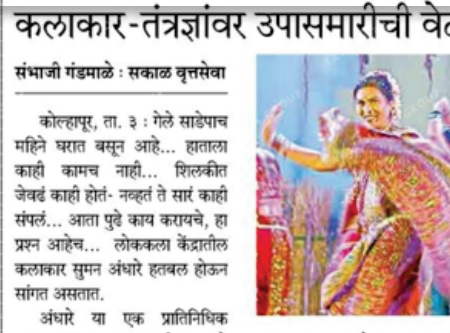 कलाकार-तंत्रज्ञांवर उपासमारीची
संभाजी गंडमाळे : सकाळ वृत्तसेवा
कोल्हापूर, ता. ३ : गेले साडेपाच
महिने घरात बसून आहे... हाताला
काही कामच नाही... शिलकीत
जेवढं काही होतं- नव्हतं ते सारं काही
संपलं... आता पुढे काय करायचे, हा
प्रश्न आहेच... लोककला केंद्रातील
कलाकार सुमन अंधारे हतबल होऊन
सांगत असतात.
अंधारे या एक प्रातिनिधिक